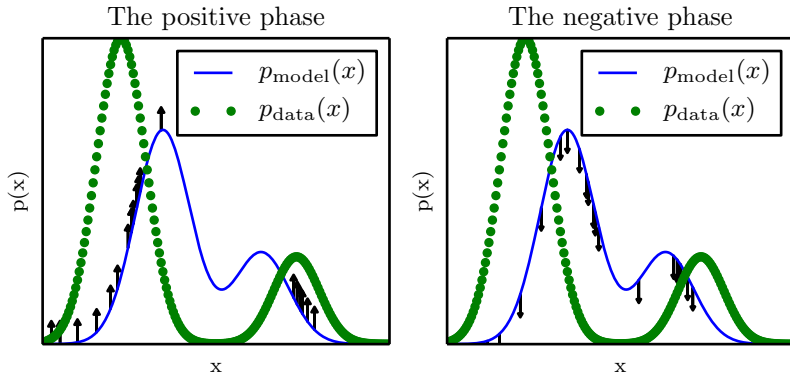 The positive phase
p_model(x)
p_data(x)
p(x)
x
The negative phase
p_model(x)
p_data(x)
p(x)
x